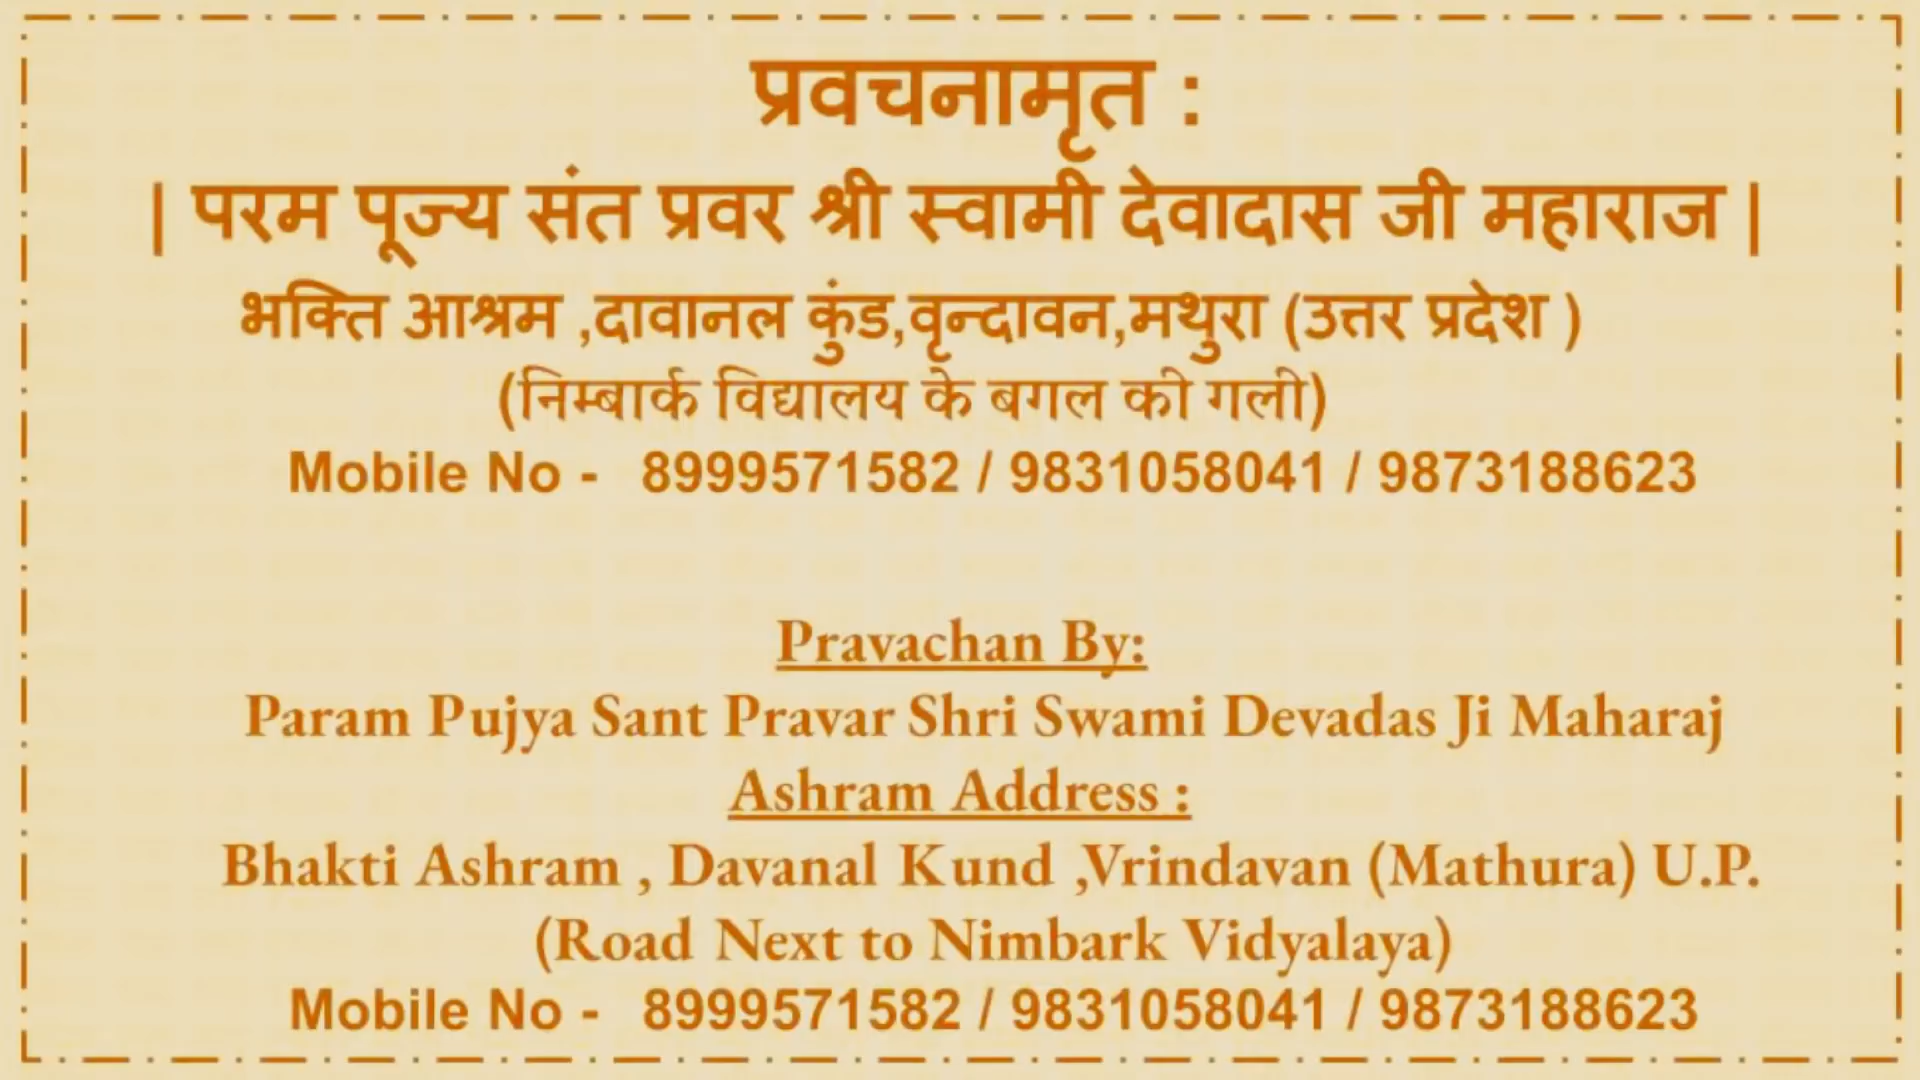 प्रवचनामृत :
| परम पूज्य संत प्रवर श्री स्वामी देवादास जी महाराज |
भक्ति आश्रम ,दावानल कुंड,वृन्दावन,मथुरा (उत्तर प्रदेश )
(निम्बार्क विद्यालय के बगल की गली)
Mobile No - 8999571582 / 9831058041 / 9873188623
Pravachan By:
Param Pujya Sant Pravar Shri Swami Devadas Ji Maharaj
Ashram Address :
Bhakti Ashram , Davanal Kund ,Vrindavan (Mathura) U.P.
(Road Next to Nimbark Vidyalaya)
Mobile No - 8999571582 / 9831058041 / 9873188623